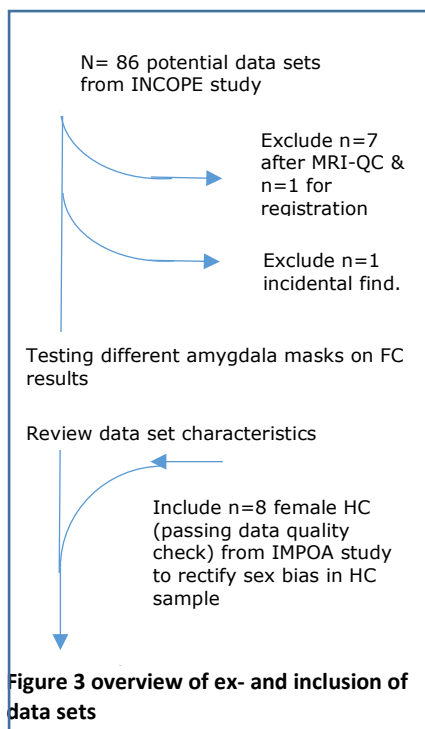 N= 86 potential data sets
from INCOPE study
Exclude n=7
after MRI-QC &
n=1 for
registration
Exclude n=1
incidental find.
Testing different amygdala masks on FC
results
Review data set characteristics
Include n=8 female HC
(passing data quality
check) from IMPOA study
to rectify sex bias in HC
sample
Figure 3 overview of ex- and inclusion of
data sets